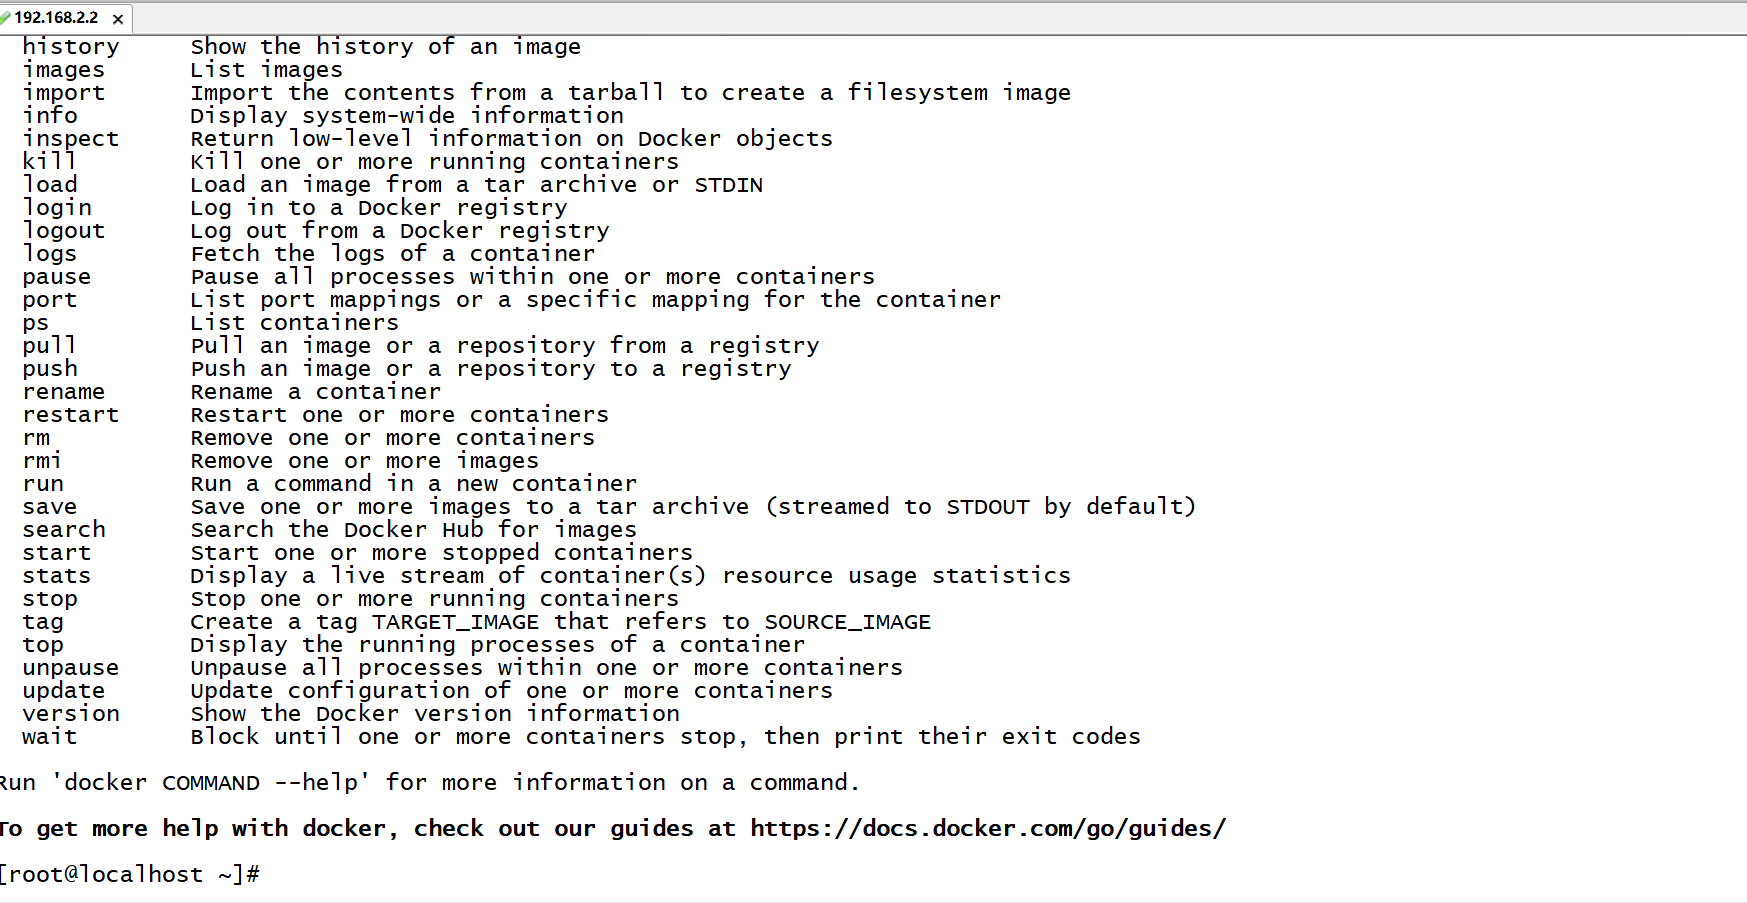 192.168.2.2 ×
history Show the history of an image
images List images
import Import the contents from a tarball to create a filesystem image
info Display system-wide information
inspect Return low-level information on Docker objects
kill Kill one or more running containers
load Load an image from a tar archive or STDIN
login Log in to a Docker registry
logout Log out from a Docker registry
logs Fetch the logs of a container
pause Pause all processes within one or more containers
port List port mappings or a specific mapping for the container
ps List containers
pull Pull an image or a repository from a registry
push Push an image or a repository to a registry
rename Rename a container
restart Restart one or more containers
rm Remove one or more containers
rmi Remove one or more images
run Run a command in a new container
save Save one or more images to a tar archive (streamed to STDOUT by default)
search Search the Docker Hub for images
start Start one or more stopped containers
stats Display a live stream of container(s) resource usage statistics
stop Stop one or more running containers
tag Create a tag TARGET_IMAGE that refers to SOURCE_IMAGE
top Display the running processes of a container
unpause Unpause all processes within one or more containers
update Update configuration of one or more containers
version Show the Docker version information
wait Block until one or more containers stop, then print their exit codes
Run 'docker COMMAND --help' for more information on a command.
To get more help with docker, check out our guides at https://docs.docker.com/go/guides/
[root@localhost ~]#